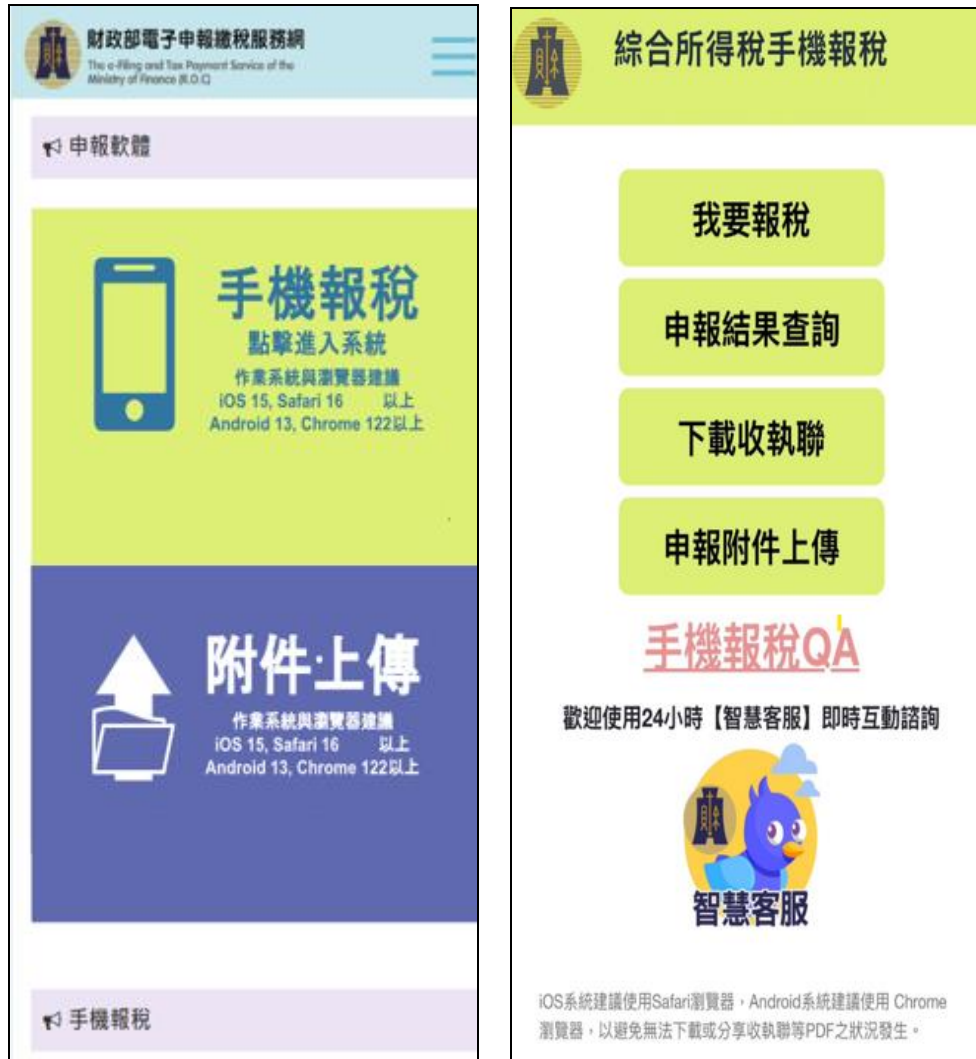 財政部電子申報繳稅服務網
The e-Filing and Tax Payment Service of the
Ministry of Finance (R.O.C)
申報軟體
手機報稅
點擊進入系統
作業系統與瀏覽器建議
iOS 15, Safari 16 以上
Android 13, Chrome 122以上
附件上傳
作業系統與瀏覽器建議
iOS 15, Safari 16 以上
Android 13, Chrome 122以上
手機報稅
綜合所得稅手機報稅
我要報稅
申報結果查詢
下載收執聯
申報附件上傳
手機報稅QA
歡迎使用24小時【智慧客服】即時互動諮詢
智慧客服
iOS系統建議使用Safari瀏覽器，Android系統建議使用 Chrome
瀏覽器，以避免無法下載或分享收執聯等PDF之狀況發生。